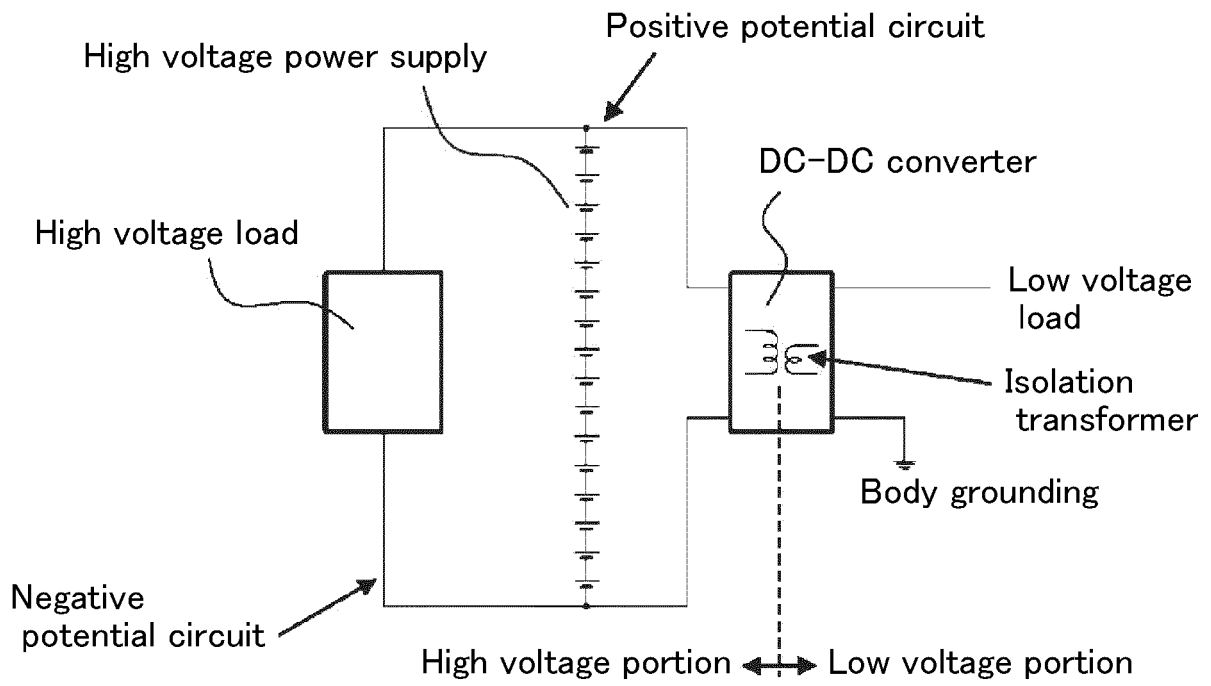 Positive potential circuit
High voltage power supply
DC-DC converter
High voltage load
Low voltage
load
Isolation
transformer
Body grounding
Negative
potential circuit
High voltage portion
Low voltage portion